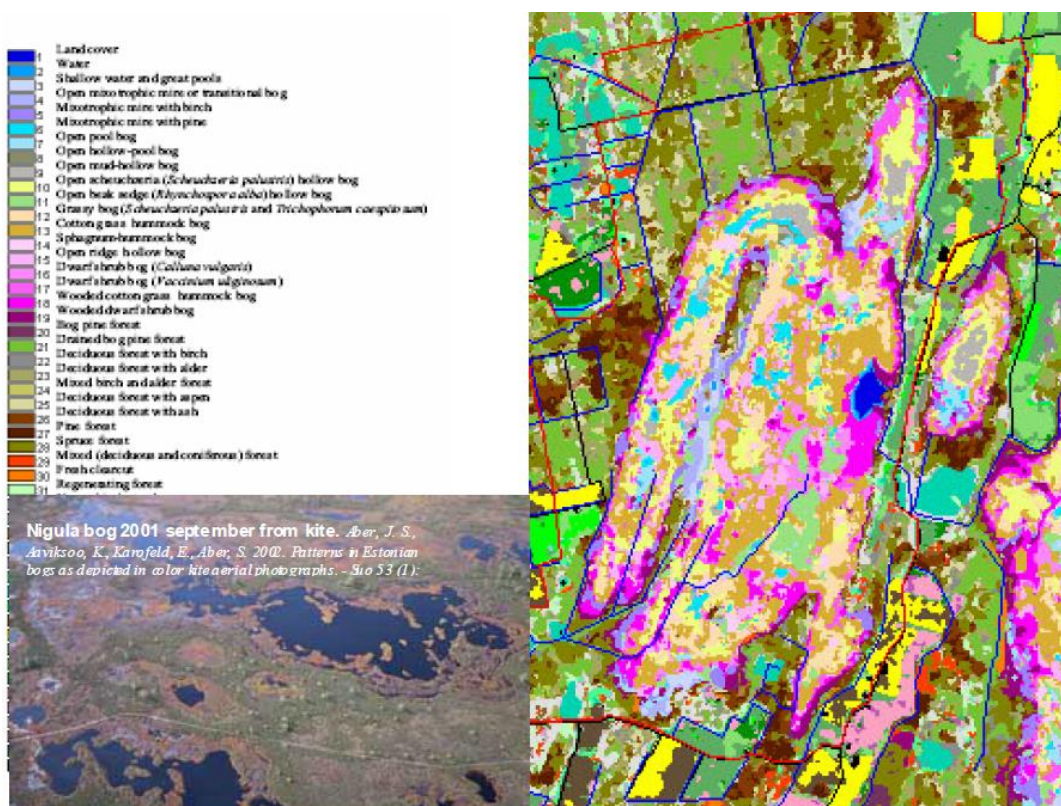 Land cover
1 Water
2 Shallow water and great pools
3 Open mixotrophic mire or transitional bog
4 Mixotrophic mire with birch
5 Mixotrophic mire with pine
6 Open pool bog
7 Open hollow-pool bog
8 Open mud-hollow bog
9 Open scheuchzeria (Scheuchzeria palustris) hollow bog
10 Open beak sedge (Rhynchospora alba) hollow bog
11 Grassy bog (Scheuchzeria palustris and Trichophorum caespitosum)
12 Cotton grass hummock bog
13 Sphagnum-hummock bog
14 Open ridge hollow bog
15 Dwarf shrub bog (Calluna vulgaris)
16 Dwarf shrub bog (Vaccinium uliginosum)
17 Wooded cotton grass hummock bog
18 Wooded dwarf shrub bog
19 Bog pine forest
20 Drained bog pine forest
21 Deciduous forest with birch
22 Deciduous forest with alder
23 Mixed birch and alder forest
24 Deciduous forest with aspen
25 Deciduous forest with ash
26 Pine forest
27 Spruce forest
28 Mixed (deciduous and coniferous) forest
29 Fresh clearcut
30 Regenerating forest
31
Nigula bog 2001 september from kite. Aber, J. S.,
Aaviksoo, K., Karofeld, E., Aber, S. 2002. Patterns in Estonian
bogs as depicted in color kite aerial photographs. - Suo 53 (1):